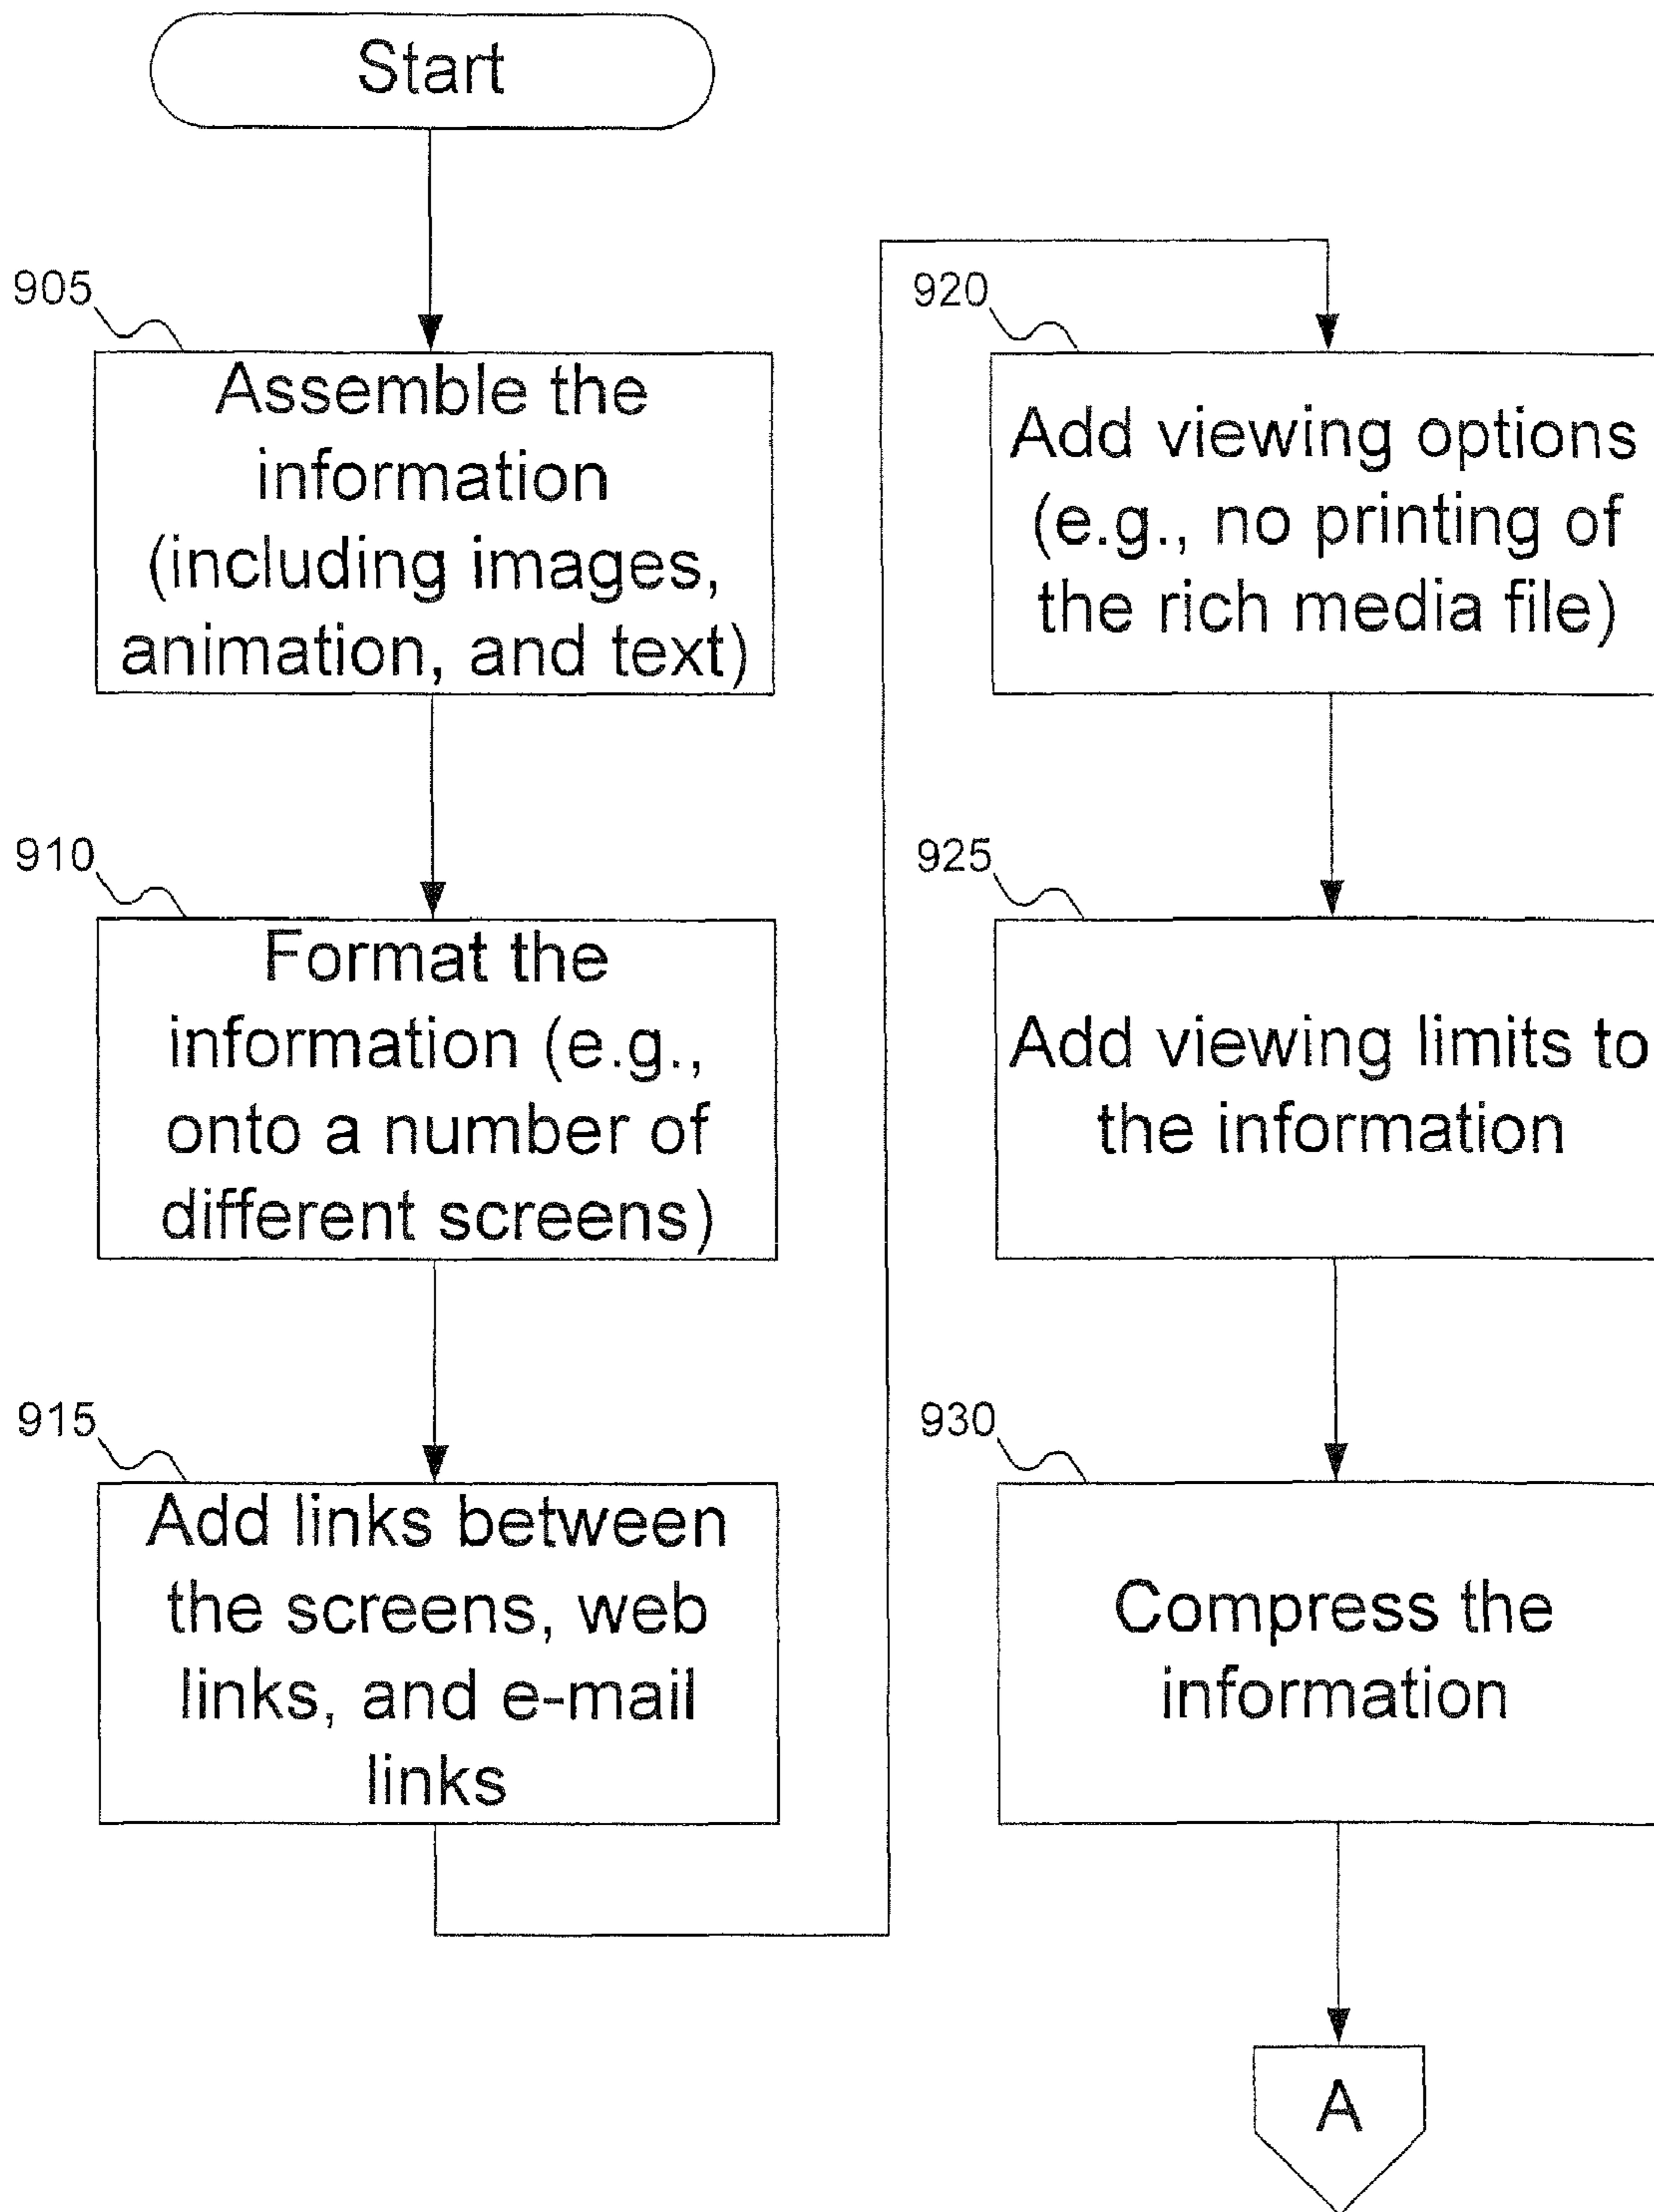 Start
905
Assemble the
information
(including images,
animation, and text)
910
Format the
information (e.g.,
onto a number of
different screens)
915
Add links between
the screens, web
links, and e-mail
links
920
Add viewing options
(e.g., no printing of
the rich media file)
925
Add viewing limits to
the information
930
Compress the
information
A